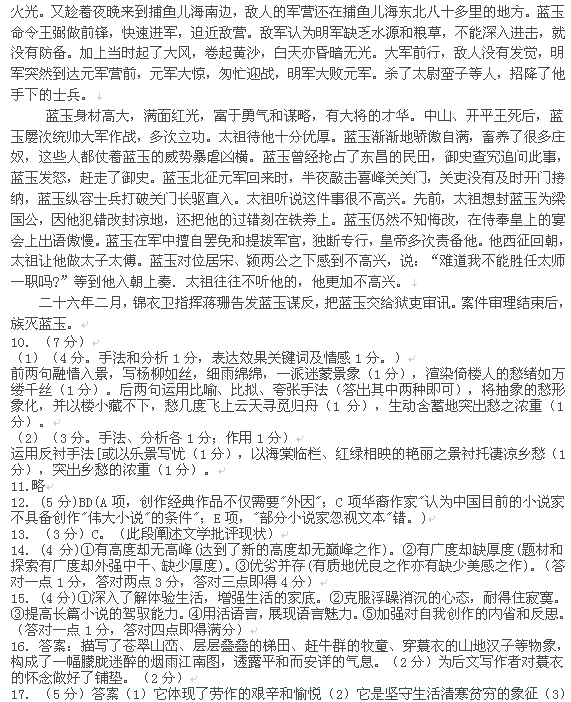 火光。又趁着夜晚来到捕鱼儿海南边，敌人的军营还在捕鱼儿海东北八十多里的地方。蓝玉
命令王弼做前锋，快速进军，迫近敌营。敌军认为明军缺乏水源和粮草，不能深入进击，就
没有防备。加上当时起了大风，卷起黄沙，白天亦昏暗无光。大军前行，敌人没有发觉，明
军突然到达元军营前，元军大惊，匆忙迎战，明军大败元军。杀了太尉蛮子等人，招降了他
手下的士兵。
蓝玉身材高大，满面红光，富于勇气和谋略，有大将的才华。中山、开平王死后，蓝
玉屡次统帅大军作战，多次立功。太祖待他十分优厚。蓝玉渐渐地骄傲自满，畜养了很多庄
奴，这些人都仗着蓝玉的威势暴虐凶横。蓝玉曾经抢占了东昌的民田，御史查究追问此事，
蓝玉发怒，赶走了御史。蓝玉北征元军回来时，半夜敲击喜峰关关门，关吏没有及时开门接
纳，蓝玉纵容士兵打破关门长驱直入。太祖听说这件事很不高兴。先前，太祖想封蓝玉为梁
国公，因他犯错改封凉地，还把他的过错刻在铁券上。蓝玉仍然不知悔改，在侍奉皇上的宴
会上出语傲慢。蓝玉在军中擅自罢免和提拔军官，独断专行，皇帝多次责备他。他西征回朝，
太祖让他做太子太傅。蓝玉对位居宋、颍两公之下感到不高兴，说：“难道我不能胜任太师
一职吗?”等到他入朝上奏．太祖往往不听他的，他更加不高兴。
二十六年二月，锦衣卫指挥蒋瓛告发蓝玉谋反，把蓝玉交给狱吏审讯。案件审理结束后，
族灭蓝玉。
10．（7分）
（1）（4分。手法和分析1分，表达效果关键词及情感1分。）
前两句融情入景，写杨柳如丝，细雨绵绵，一派迷蒙景象（1分），渲染倚楼人的愁绪如万
缕千丝（1分）。后两句运用比喻、比拟、夸张手法（答出其中两种即可），将抽象的愁形
象化，并以楼小藏不下，愁几度飞上云天寻觅归舟（1 分），生动含蓄地突出愁之浓重（1
分）。
（2）（3分。手法、分析各1分；作用1分）
运用反衬手法[或以乐景写忧（1分），以海棠临栏、红绿相映的艳丽之景衬托凄凉乡愁（1
分），突出乡愁的浓重（1分）。
11.略
12. （5分)BD(A 项，创作经典作品不仅需要"外因"；C 项华裔作家"认为中国目前的小说家
不具备创作"伟大小说"的条件"；E 项，"部分小说家忽视文本"错。)
13. （3分）C。（此段阐述文学批评现状）
14. （4 分)①有高度却无高峰(达到了新的高度却无巅峰之作)。②有广度却缺厚度(题材和
探索有广度却外强中干、缺少厚度)。③优劣并存(有质地优良之作亦有缺少美感之作)。（答
对一点 1分，答对两点 3分，答对三点即得 4分）
15. （4分)①深入了解体验生活，增强生活的家底。②克服浮躁消沉的心态，耐得住寂寞。
③提高长篇小说的驾驭能力。④用活语言，展现语言魅力。⑤加强对自我创作的内省和反思。
（答对一点1分，答对四点即得满分）
16. 答案：描写了苍翠山峦、层层叠叠的梯田、赶牛群的牧童、穿蓑衣的山地汉子等物象，
构成了一幅朦胧迷醉的烟雨江南图，透露平和而安详的气息。（2分）为后文写作者对蓑衣
的怀念做好了铺垫。（2分）
17. （5分）答案（1）它体现了劳作的艰辛和愉悦（2）它是坚守生活清寒贫穷的象征（3）